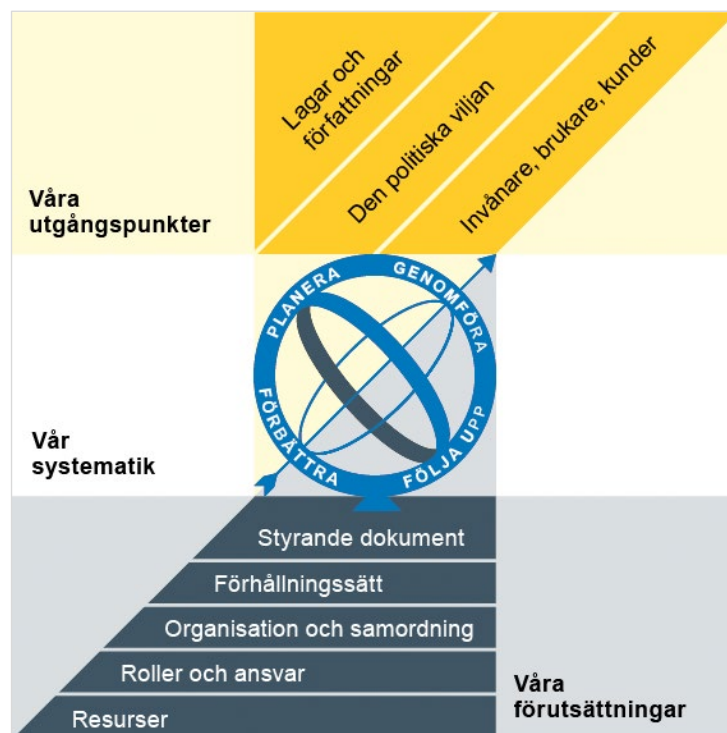 Lagar och
författningar
Den politiska viljan
Invånare, brukare, kunder
Våra
utgångspunkter
PLANERA
GENOMFÖRA
FÖLJA UPP
FÖRBÄTTRA
Vår
systematik
Styrande dokument
Förhållningssätt
Organisation och samordning
Roller och ansvar
Resurser
Våra
förutsättningar